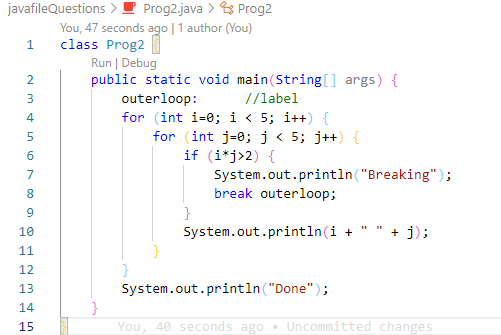 javafileQuestions > Prog2.java > Prog2
You, 47 seconds ago | 1 author (You)
1 class Prog2 {
Run | Debug
2     public static void main(String[] args) {
3         outerloop:      //label
4         for (int i=0; i < 5; i++) {
5             for (int j=0; j < 5; j++) {
6                 if (i*j>2) {
7                     System.out.println("Breaking");
8                     break outerloop;
9                 }
10                 System.out.println(i + " " + j);
11             }
12         }
13         System.out.println("Done");
14     }
15 }      You, 40 seconds ago • Uncommitted changes